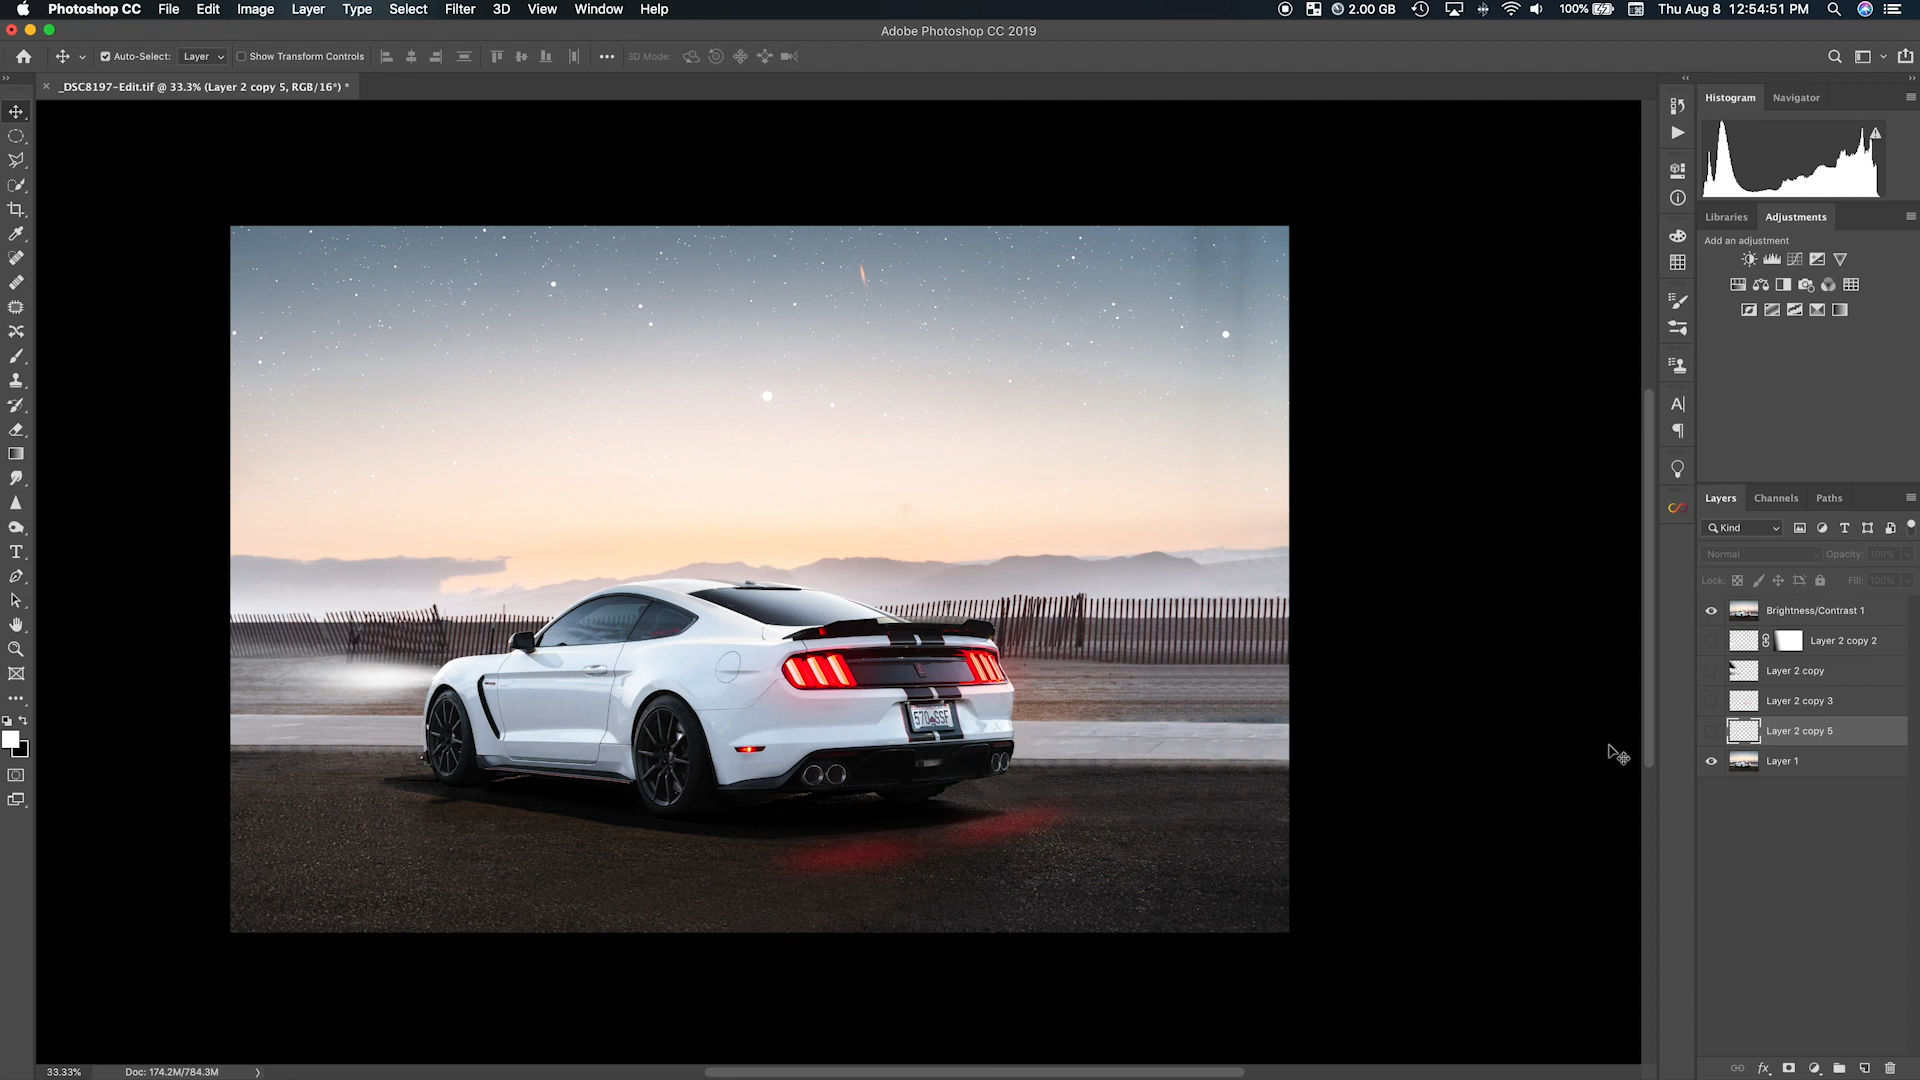 Photoshop CC File Edit Image Layer Type Select Filter 3D View Window Help 2.00 GB 100% Thu Aug 8 12:54:51 PM
Adobe Photoshop CC 2019
Auto-Select: Layer Show Transform Controls 3D Mode:
_DSC8197-Edit.tif @ 33.3% (Layer 2 copy 5, RGB/16*) *
Histogram Navigator
Libraries Adjustments
Add an adjustment
Layers Channels Paths
Kind
Normal Opacity: 100%
Lock: Fill: 100%
Brightness/Contrast 1
Layer 2 copy 2
Layer 2 copy
Layer 2 copy 3
Layer 2 copy 5
Layer 1
33.33% Doc: 174.2M/784.3M